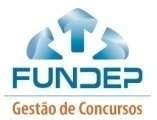 FUNDEP
Gestão de Concursos